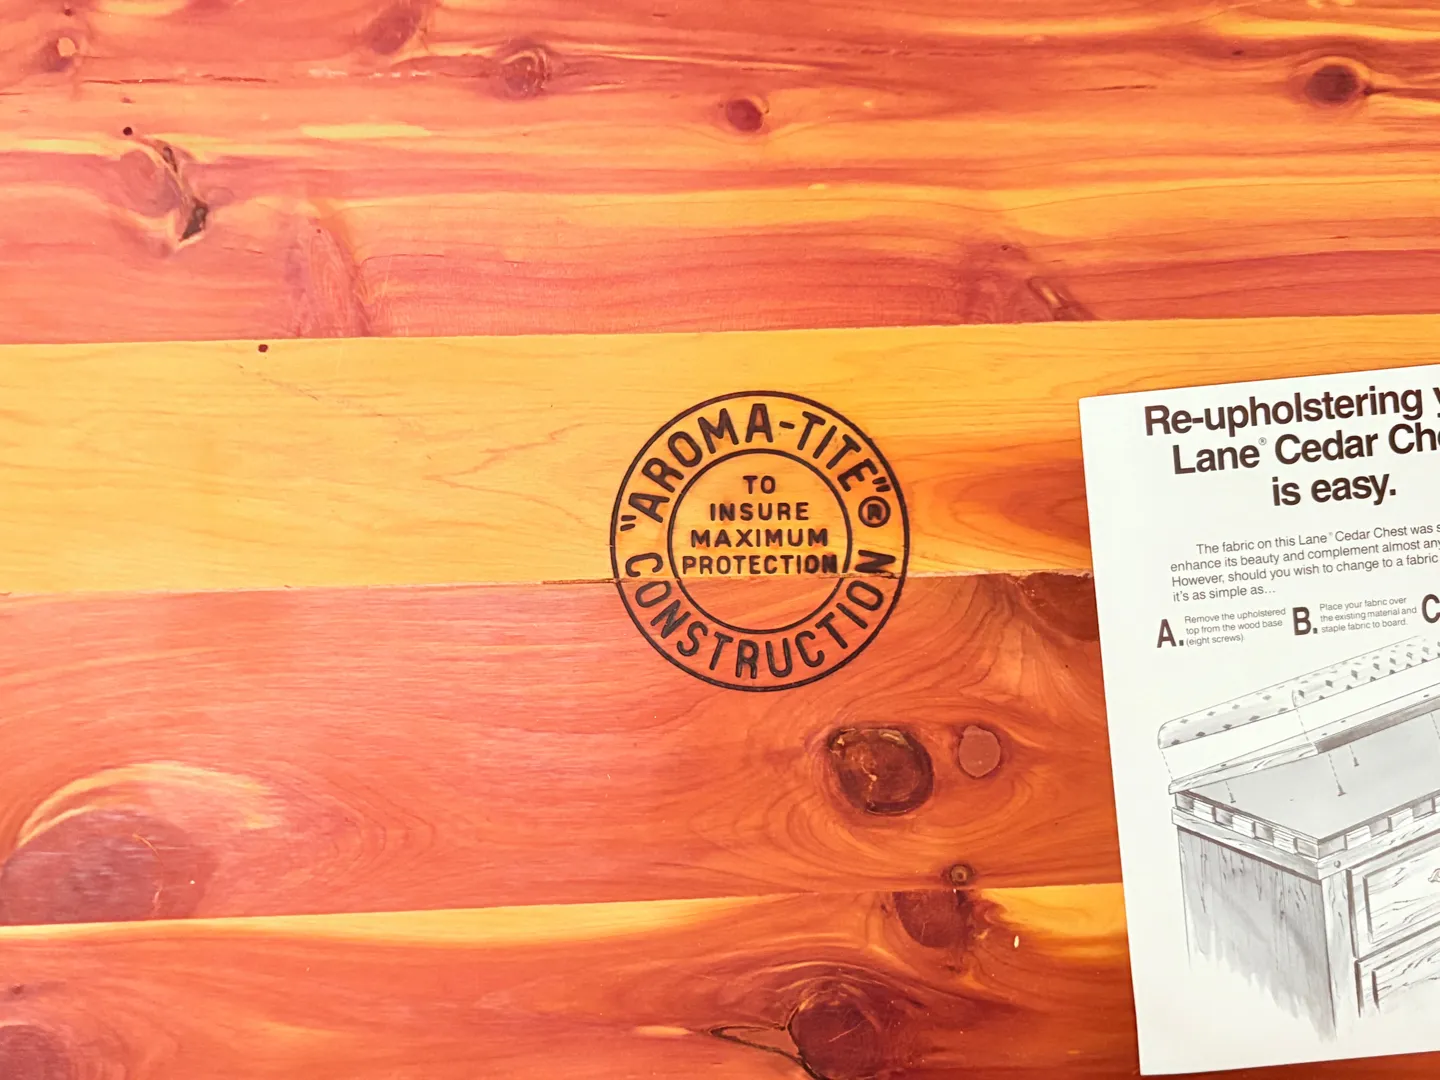 "AROMA-TITE"®
TO
INSURE
MAXIMUM
PROTECTION
CONSTRUCTION
Re-upholstering
Lane® Cedar
is easy.
The fabric on this Lane® Cedar Chest was
enhance its beauty and complement almost any
However, should you wish to change to a fabric
it's as simple as...
A. Remove the upholstered
top from the wood base
(eight screws).
B. Place your fabric over
the existing material and
staple fabric to board.
C